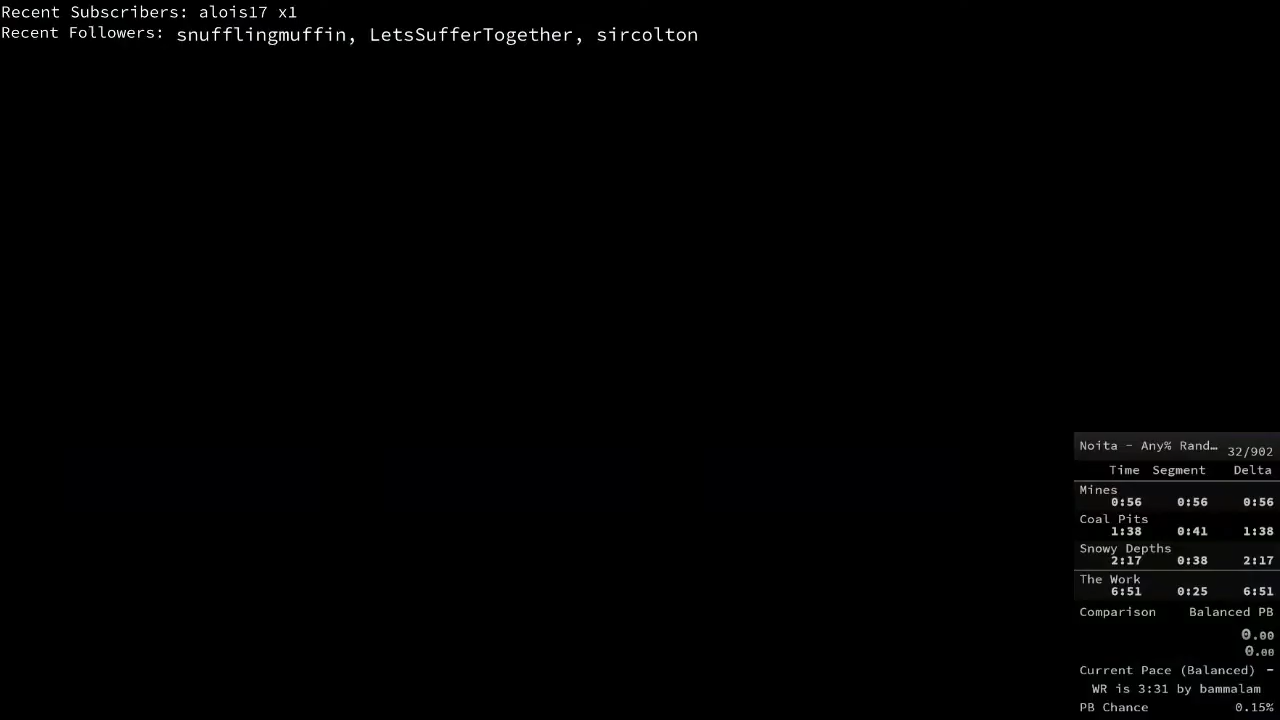 Recent Subscribers: alois17 x1
Recent Followers: snufflingmuffin, LetsSufferTogether, sircolton
Noita - Any% Rand… 32/902
Time Segment Delta
Mines
0:56 0:56 0:56
Coal Pits
1:38 0:41 1:38
Snowy Depths
2:17 0:38 2:17
The Work
6:51 0:25 6:51
Comparison Balanced PB
0.00
0.00
Current Pace (Balanced) -
WR is 3:31 by bammalam
PB Chance 0.15%